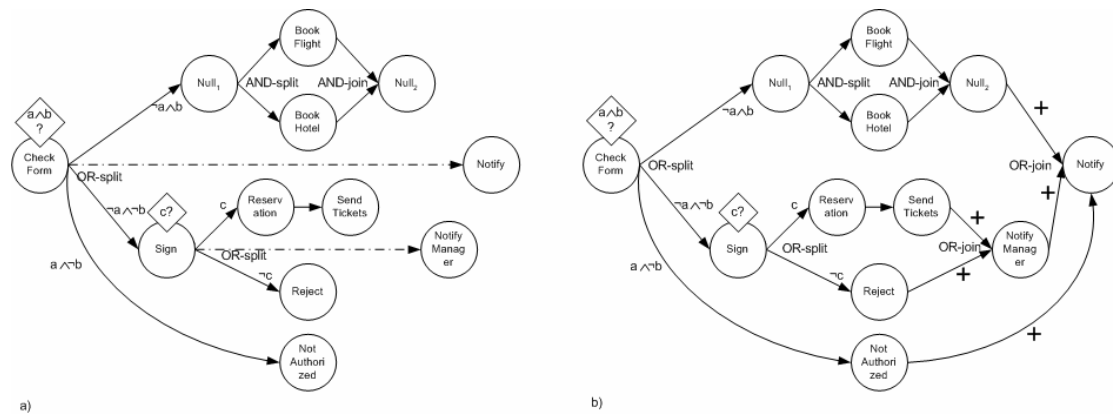 Book
Flight
Null1
AND-split
AND-join
Null2
Book
Hotel
¬a∧b
a∧b
?
Check
Form
OR-split
Notify
¬a∧¬b
c?
Sign
c
Reserv
ation
Send
Tickets
OR-split
Notify
Manag
er
¬c
Reject
a∧¬b
Not
Authori
zed
a)
Book
Flight
Null1
AND-split
AND-join
Null2
Book
Hotel
¬a∧b
+
a∧b
?
Check
Form
OR-split
OR-join
Notify
+
¬a∧¬b
c?
Sign
c
Reserv
ation
Send
Tickets
+
OR-split
OR-join
Notify
Manag
er
¬c
+
Reject
a∧¬b
Not
Authori
zed
+
b)